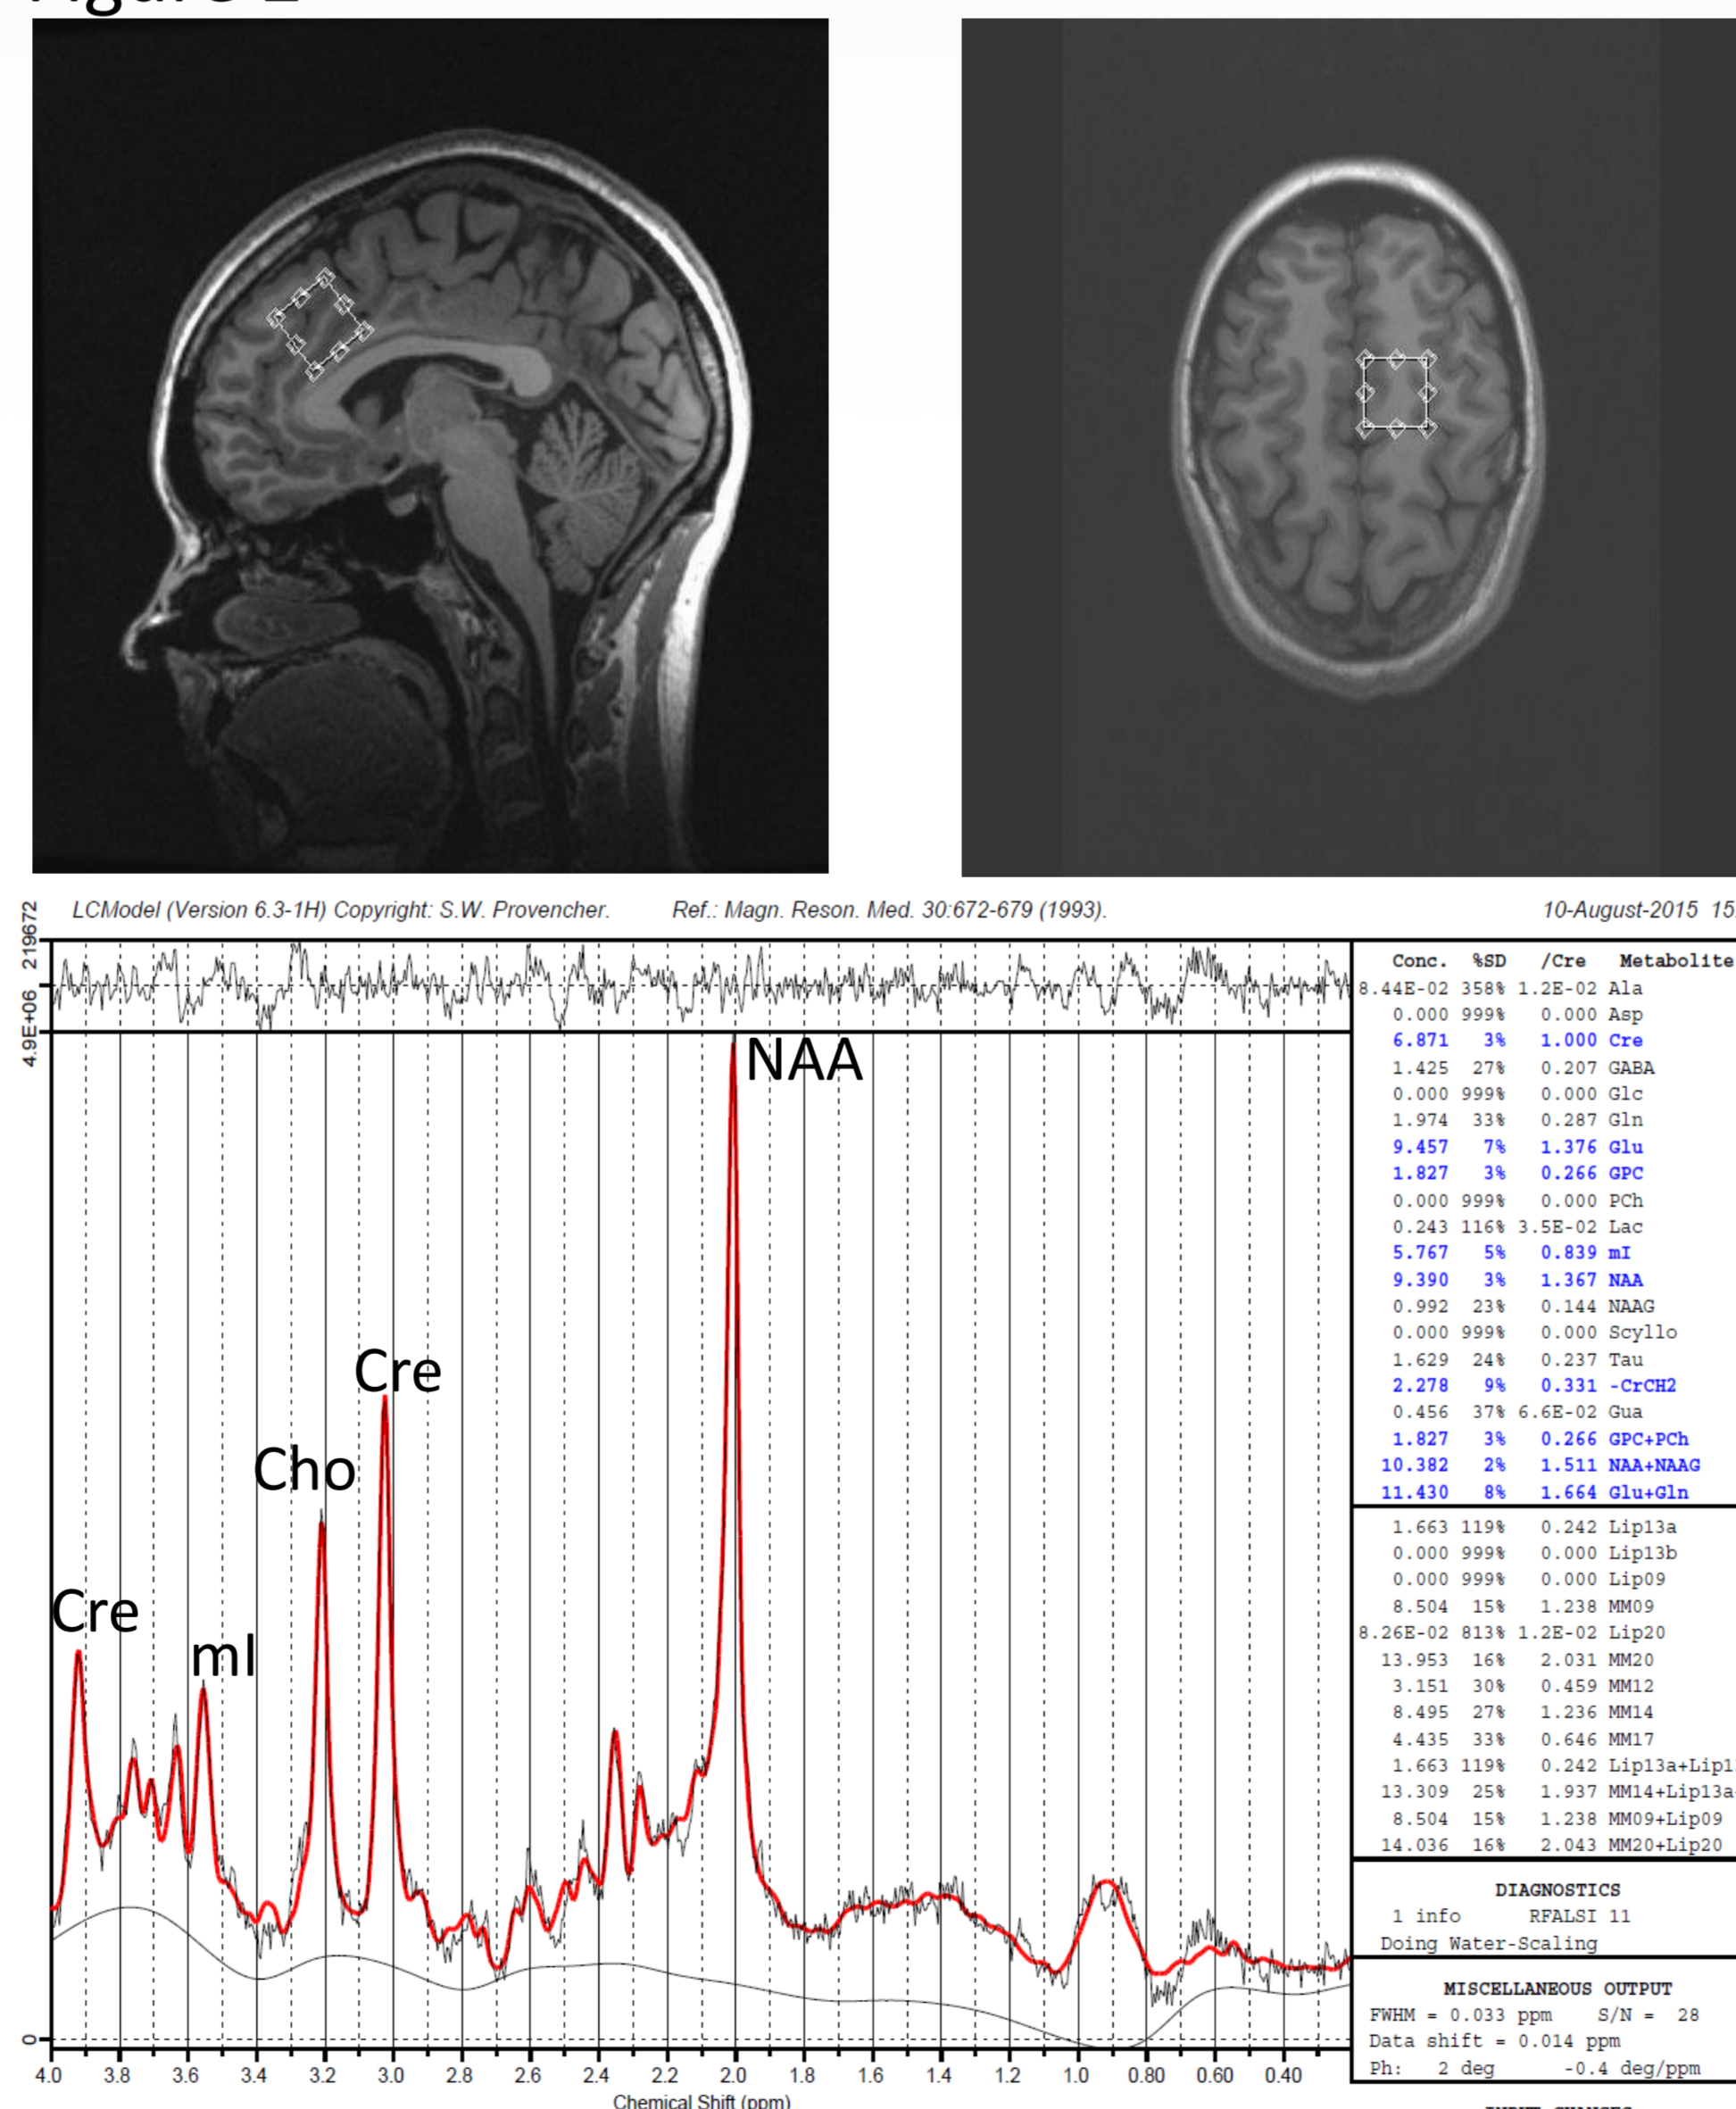 LCModel (Version 6.3-1H) Copyright: S.W. Provencher. Ref.: Magn. Reson. Med. 30:672-679 (1993). 10-August-2015 15
219672
4.9E+06
0
NAA
Cre
Cho
Cre
mI
4.0 3.8 3.6 3.4 3.2 3.0 2.8 2.6 2.4 2.2 2.0 1.8 1.6 1.4 1.2 1.0 0.80 0.60 0.40
Chemical Shift (ppm)
Conc. %SD /Cre Metabolite
8.44E-02 358% 1.2E-02 Ala
0.000 999% 0.000 Asp
6.871 3% 1.000 Cre
1.425 27% 0.207 GABA
0.000 999% 0.000 Glc
1.974 33% 0.287 Gln
9.457 7% 1.376 Glu
1.827 3% 0.266 GPC
0.000 999% 0.000 PCh
0.243 116% 3.5E-02 Lac
5.767 5% 0.839 mI
9.390 3% 1.367 NAA
0.992 23% 0.144 NAAG
0.000 999% 0.000 Scyllo
1.629 24% 0.237 Tau
2.278 9% 0.331 -CrCH2
0.456 37% 6.6E-02 Gua
1.827 3% 0.266 GPC+PCh
10.382 2% 1.511 NAA+NAAG
11.430 8% 1.664 Glu+Gln
1.663 119% 0.242 Lip13a
0.000 999% 0.000 Lip13b
0.000 999% 0.000 Lip09
8.504 15% 1.238 MM09
8.26E-02 813% 1.2E-02 Lip20
13.953 16% 2.031 MM20
3.151 30% 0.459 MM12
8.495 27% 1.236 MM14
4.435 33% 0.646 MM17
1.663 119% 0.242 Lip13a+Lip1
13.309 25% 1.937 MM14+Lip13a
8.504 15% 1.238 MM09+Lip09
14.036 16% 2.043 MM20+Lip20
DIAGNOSTICS
1 info RFALSI 11
Doing Water-Scaling
MISCELLANEOUS OUTPUT
FWHM = 0.033 ppm S/N = 28
Data shift = 0.014 ppm
Ph: 2 deg -0.4 deg/ppm